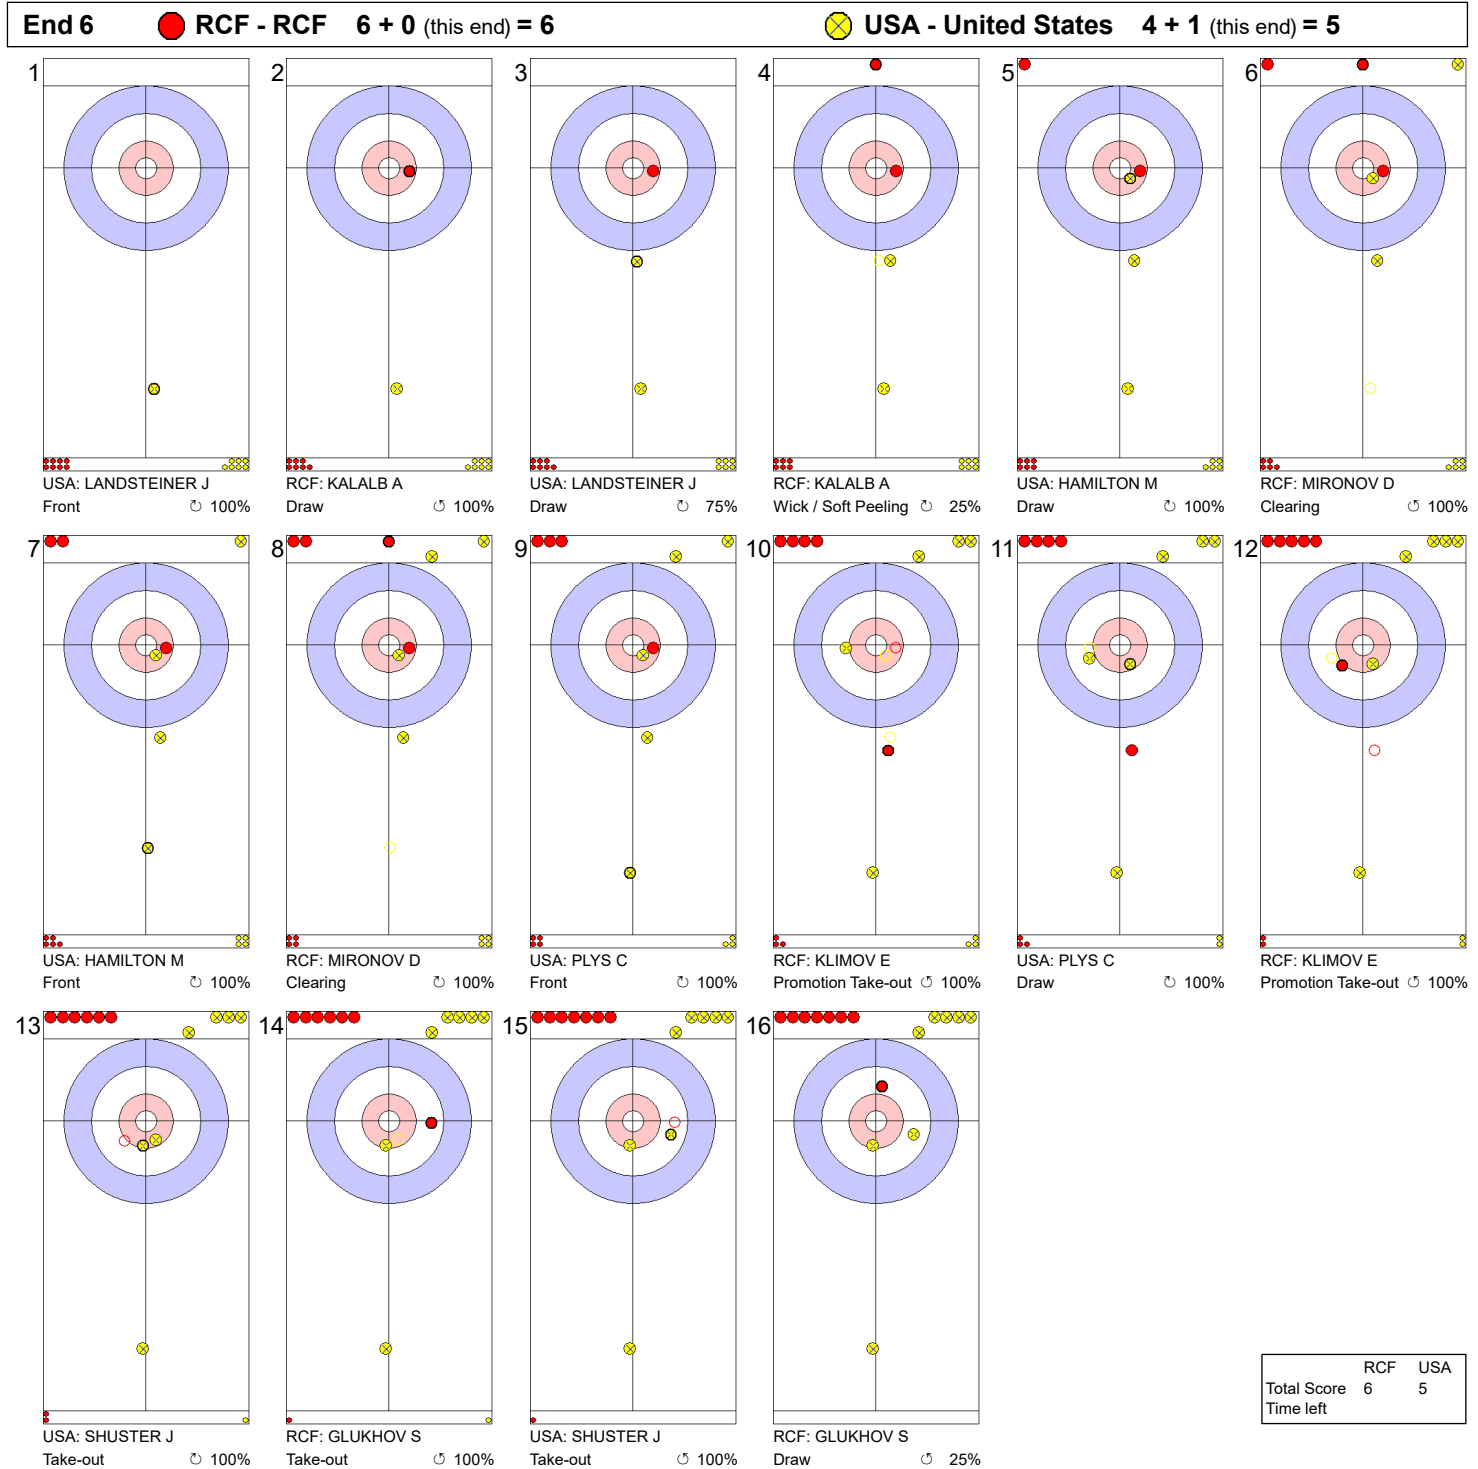 End 6 RCF - RCF 6 + 0 (this end) = 6 USA - United States 4 + 1 (this end) = 5
1 2 3 4 5 6
USA: LANDSTEINER J RCF: KALALB A USA: LANDSTEINER J RCF: KALALB A USA: HAMILTON M RCF: MIRONOV D
Front ↻ 100% Draw ↺ 100% Draw ↻ 75% Wick / Soft Peeling ↻ 25% Draw ↻ 100% Clearing ↻ 100%
7 8 9 10 11 12
USA: HAMILTON M RCF: MIRONOV D USA: PLYS C RCF: KLIMOV E USA: PLYS C RCF: KLIMOV E
Front ↻ 100% Clearing ↻ 100% Front ↻ 100% Promotion Take-out ↺ 100% Draw ↺ 100% Promotion Take-out ↺ 100%
13 14 15 16
USA: SHUSTER J RCF: GLUKHOV S USA: SHUSTER J RCF: GLUKHOV S
Take-out ↻ 100% Take-out ↺ 100% Take-out ↺ 100% Draw ↺ 25%
RCF USA
Total Score 6 5
Time left